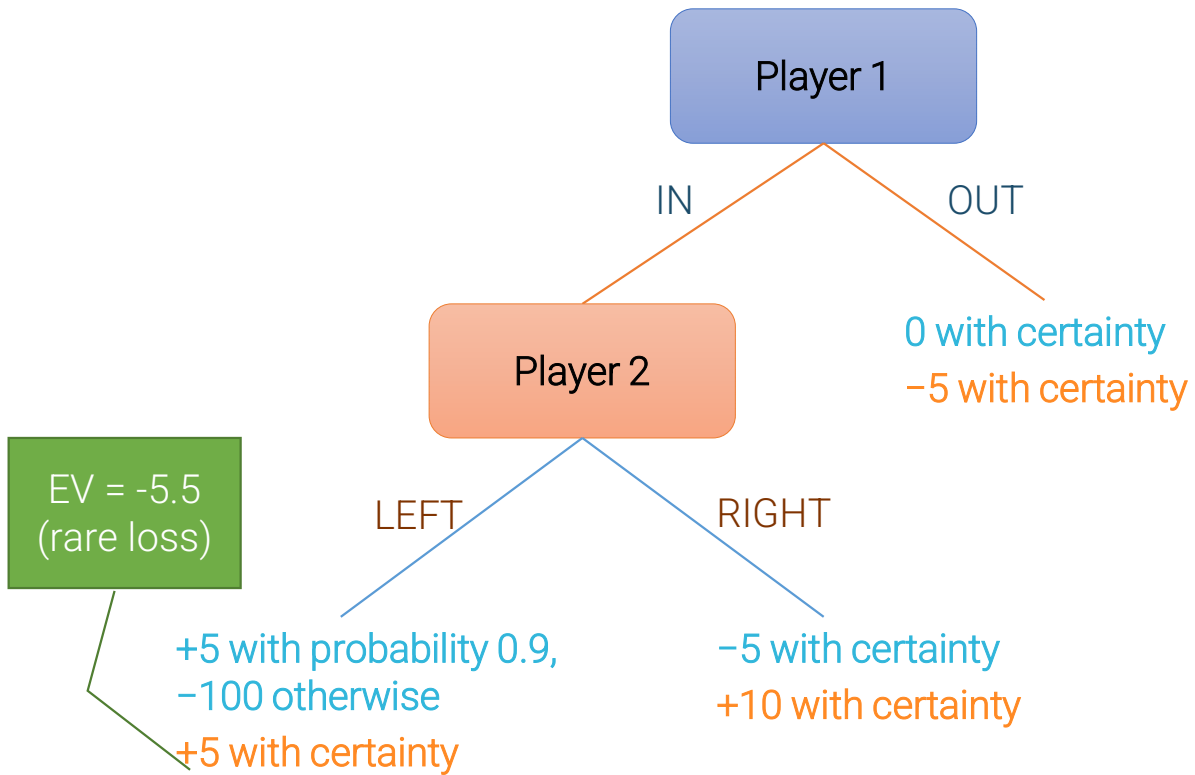 Player 1
IN
OUT
Player 2
0 with certainty
−5 with certainty
EV = -5.5
(rare loss)
LEFT
RIGHT
+5 with probability 0.9,
−100 otherwise
+5 with certainty
−5 with certainty
+10 with certainty